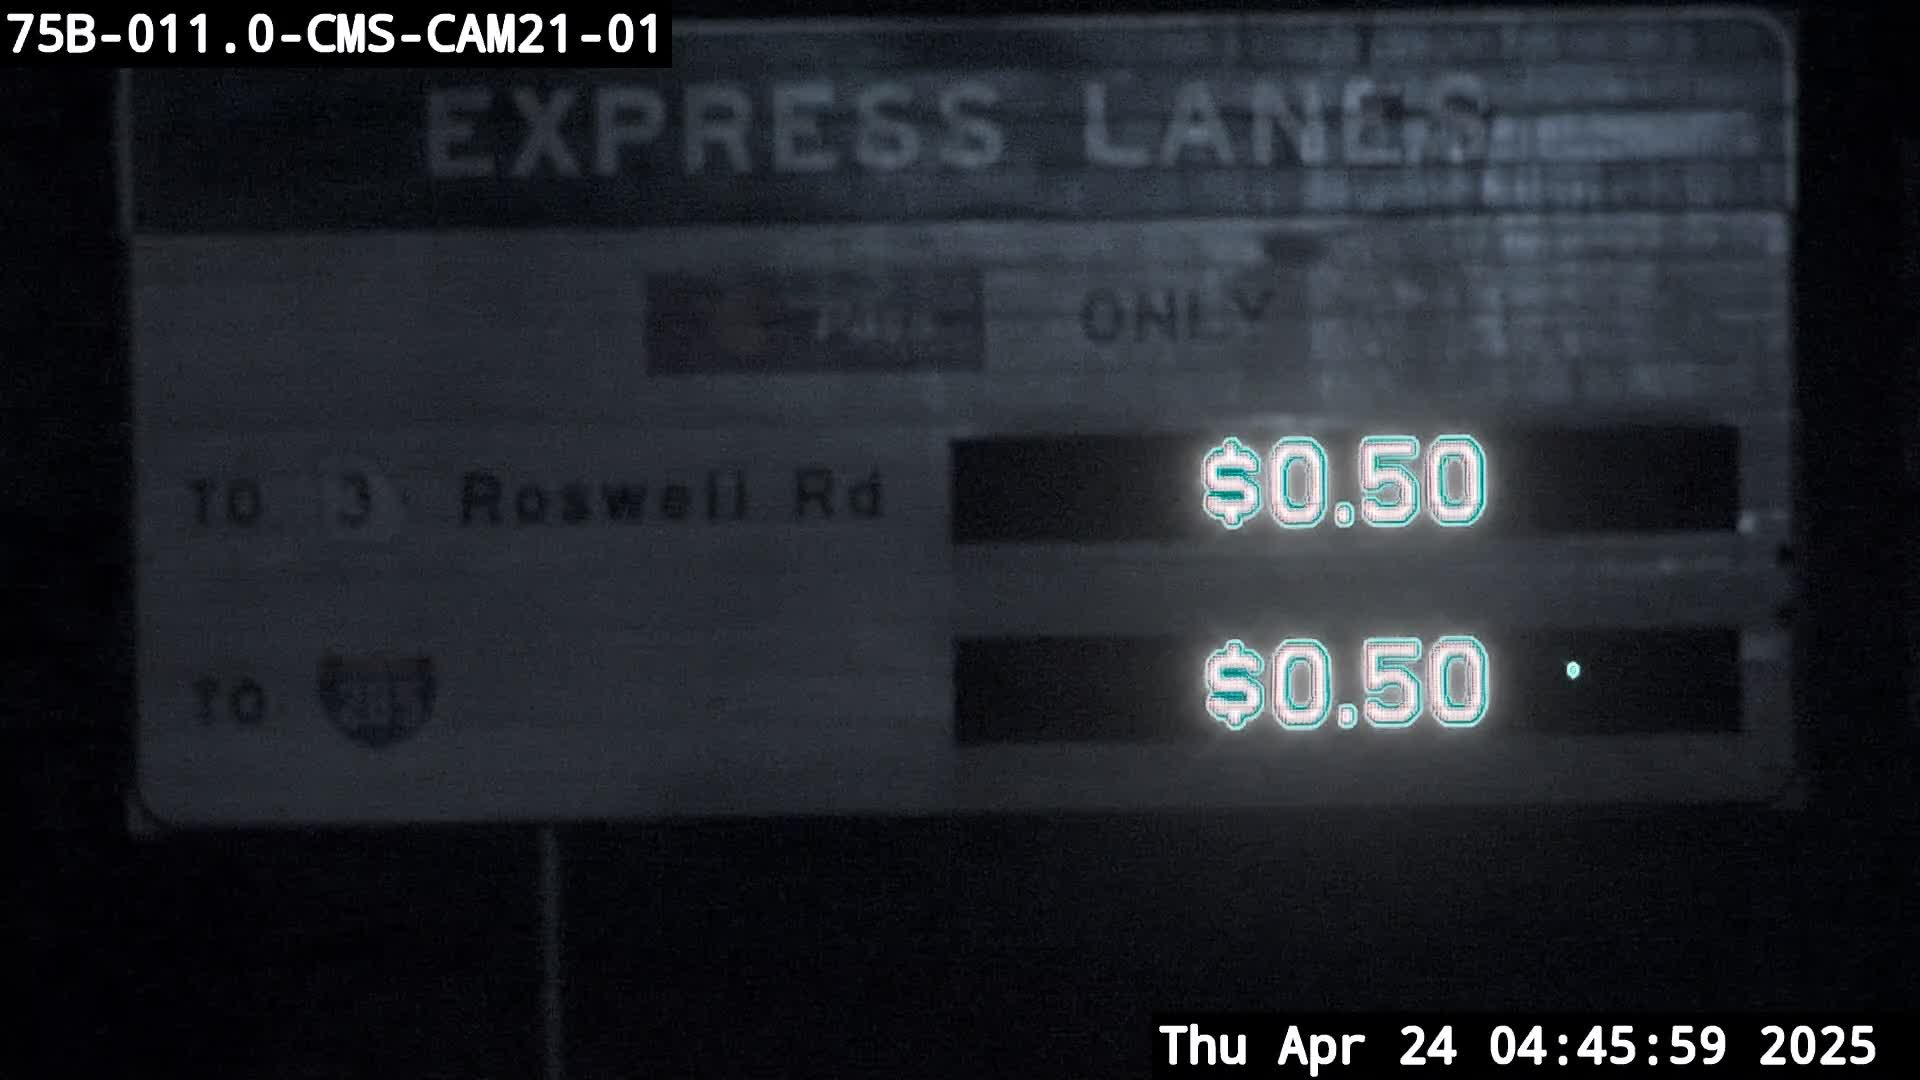 75B-011.0-CMS-CAM21-01
EXPRESS LANES
ONLY
TO 3 Roswell Rd $0.50
TO $0.50
Thu Apr 24 04:45:59 2025